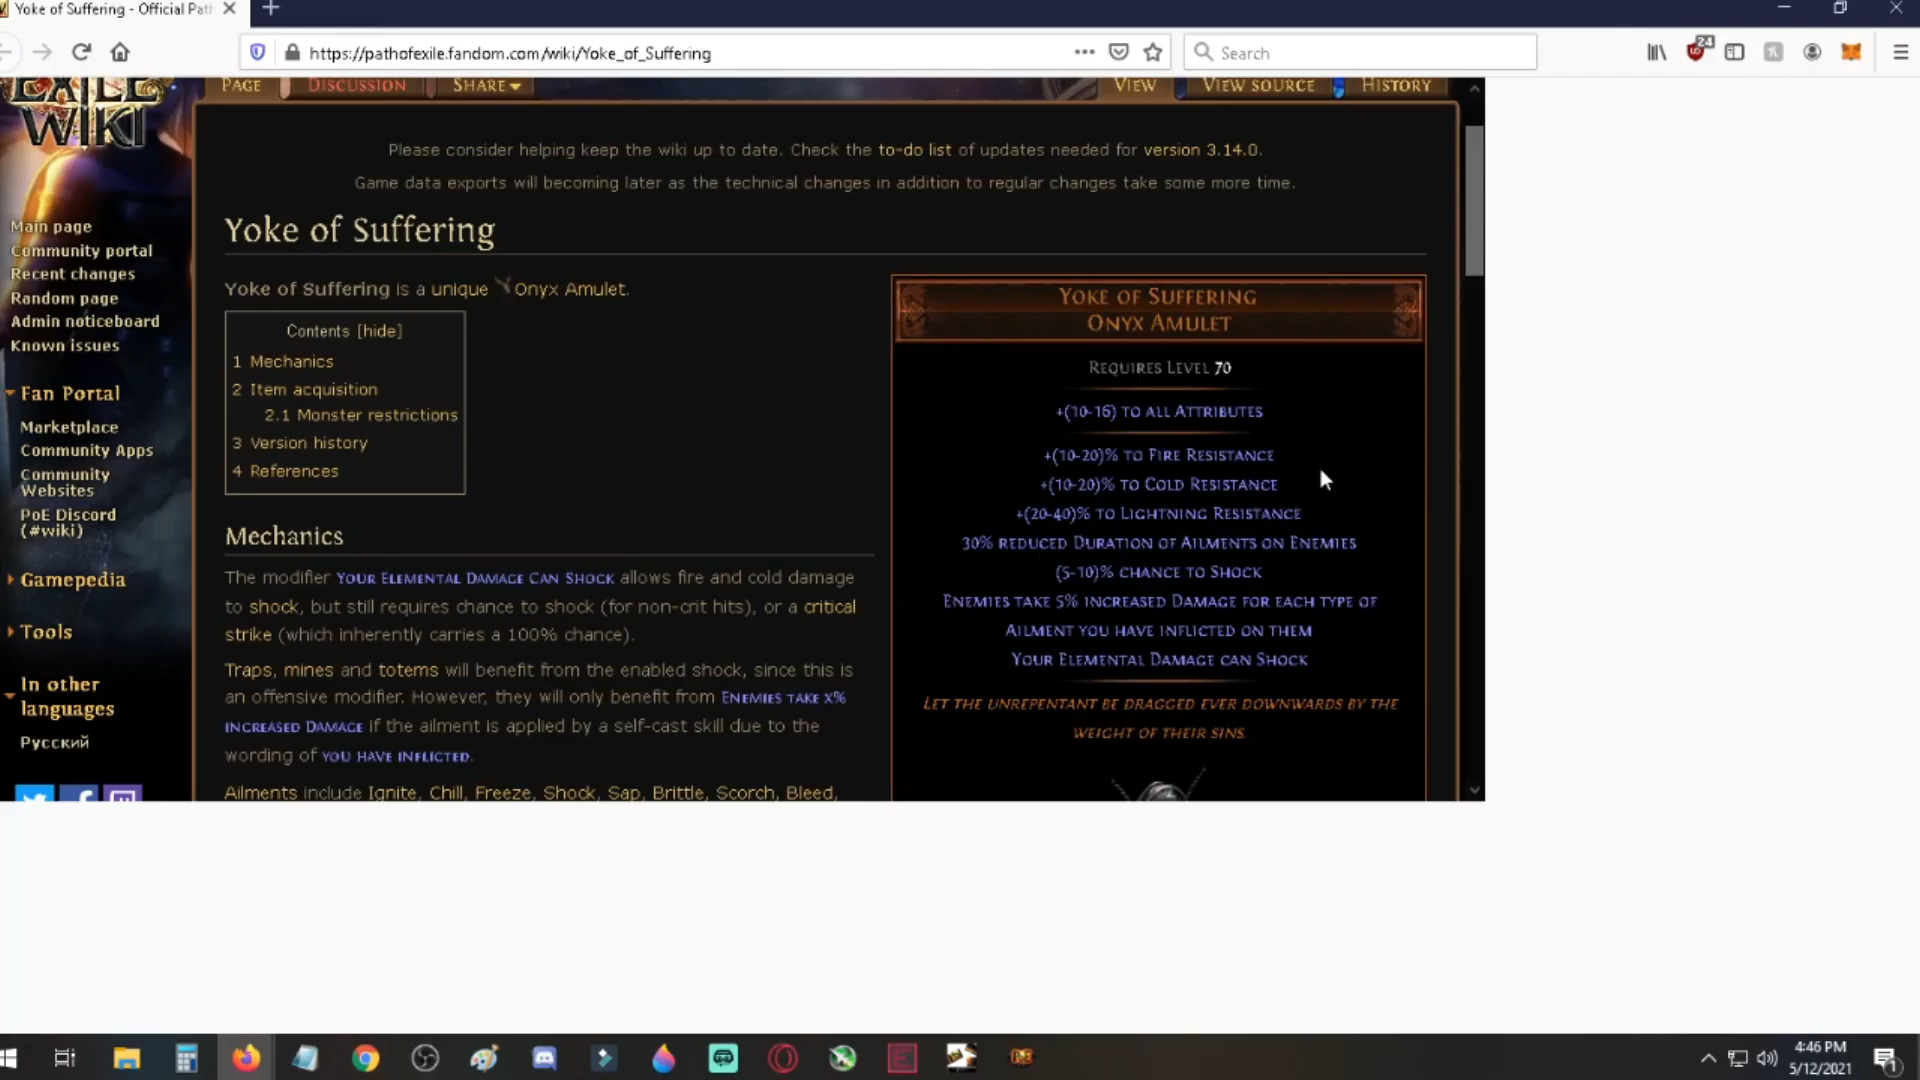 Yoke of Suffering - Official Pat
https://pathofexile.fandom.com/wiki/Yoke_of_Suffering
Search
24
EXILE
WIKI
PAGE
DISCUSSION
SHARE
VIEW
VIEW SOURCE
HISTORY
Please consider helping keep the wiki up to date. Check the to-do list of updates needed for version 3.14.0.
Game data exports will becoming later as the technical changes in addition to regular changes take some more time.
Main page
Community portal
Recent changes
Random page
Admin noticeboard
Known issues
Fan Portal
Marketplace
Community Apps
Community
Websites
PoE Discord
(#wiki)
Gamepedia
Tools
In other
languages
Русский
Yoke of Suffering
Yoke of Suffering is a unique Onyx Amulet.
Contents [hide]
1 Mechanics
2 Item acquisition
2.1 Monster restrictions
3 Version history
4 References
Mechanics
The modifier YOUR ELEMENTAL DAMAGE CAN SHOCK allows fire and cold damage
to shock, but still requires chance to shock (for non-crit hits), or a critical
strike (which inherently carries a 100% chance).
Traps, mines and totems will benefit from the enabled shock, since this is
an offensive modifier. However, they will only benefit from ENEMIES TAKE X%
INCREASED DAMAGE if the ailment is applied by a self-cast skill due to the
wording of YOU HAVE INFLICTED.
Ailments include Ignite, Chill, Freeze, Shock, Sap, Brittle, Scorch, Bleed,
YOKE OF SUFFERING
ONYX AMULET
REQUIRES LEVEL 70
+(10-16) TO ALL ATTRIBUTES
+(10-20)% TO FIRE RESISTANCE
+(10-20)% TO COLD RESISTANCE
+(20-40)% TO LIGHTNING RESISTANCE
30% REDUCED DURATION OF AILMENTS ON ENEMIES
(5-10)% CHANCE TO SHOCK
ENEMIES TAKE 5% INCREASED DAMAGE FOR EACH TYPE OF
AILMENT YOU HAVE INFLICTED ON THEM
YOUR ELEMENTAL DAMAGE CAN SHOCK
LET THE UNREPENTANT BE DRAGGED EVER DOWNWARDS BY THE
WEIGHT OF THEIR SINS.
4:46 PM
5/12/2021
1